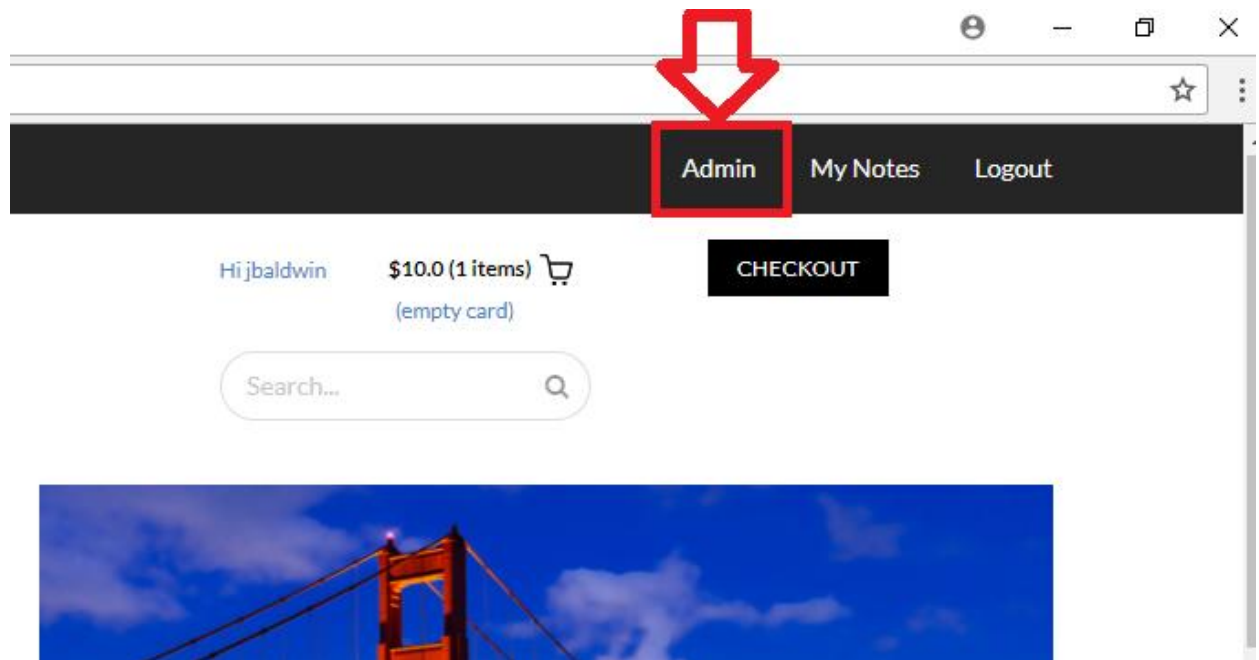 Admin My Notes Logout
Hi jbaldwin $10.0 (1 items) CHECKOUT
(empty card)
Search...